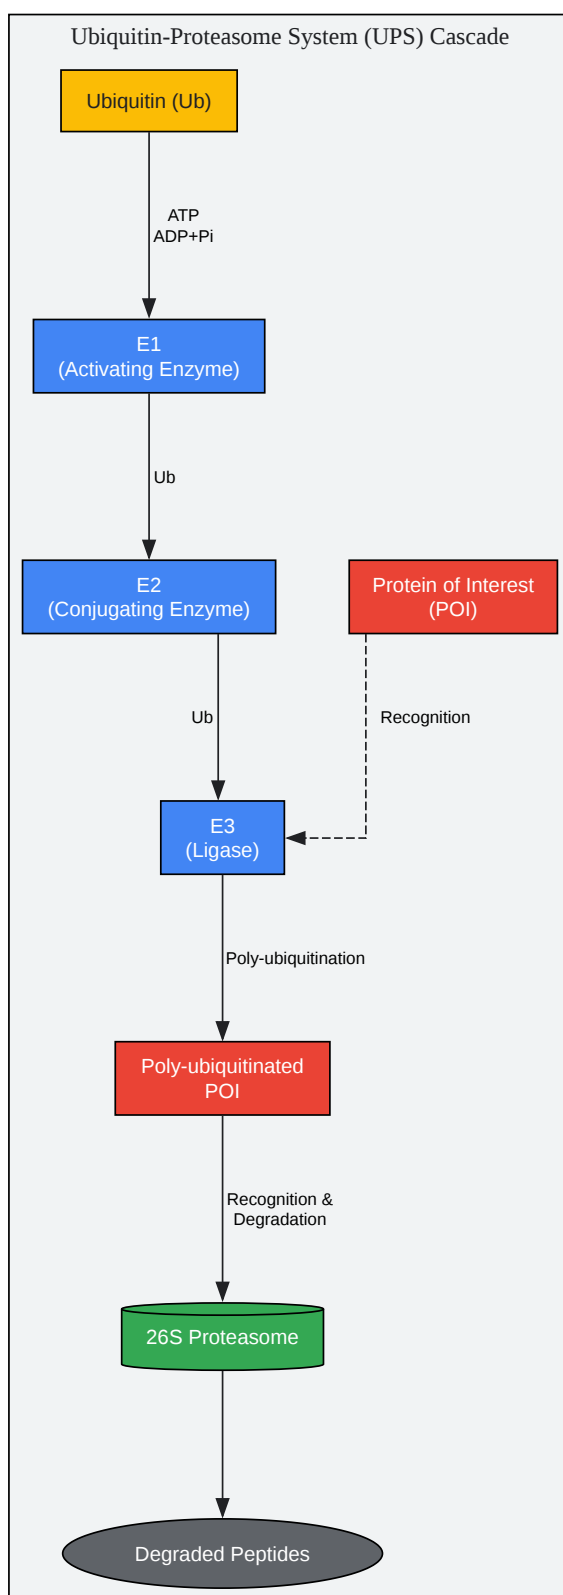 Ubiquitin-Proteasome System (UPS) Cascade
Ubiquitin (Ub)
ATP
ADP+Pi
E1
(Activating Enzyme)
Ub
E2
(Conjugating Enzyme)
Protein of Interest
(POI)
Ub
Recognition
E3
(Ligase)
Poly-ubiquitination
Poly-ubiquitinated
POI
Recognition &
Degradation
26S Proteasome
Degraded Peptides